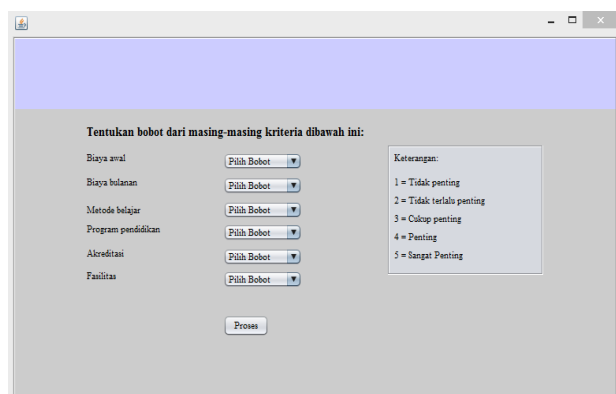 Tentukan bobot dari masing-masing kriteria dibawah ini:
Biaya awal
Pilih Bobot
Biaya bulanan
Pilih Bobot
Metode belajar
Pilih Bobot
Program pendidikan
Pilih Bobot
Akreditasi
Pilih Bobot
Fasilitas
Pilih Bobot
Proses
Keterangan:
1 = Tidak penting
2 = Tidak terlalu penting
3 = Cukup penting
4 = Penting
5 = Sangat Penting